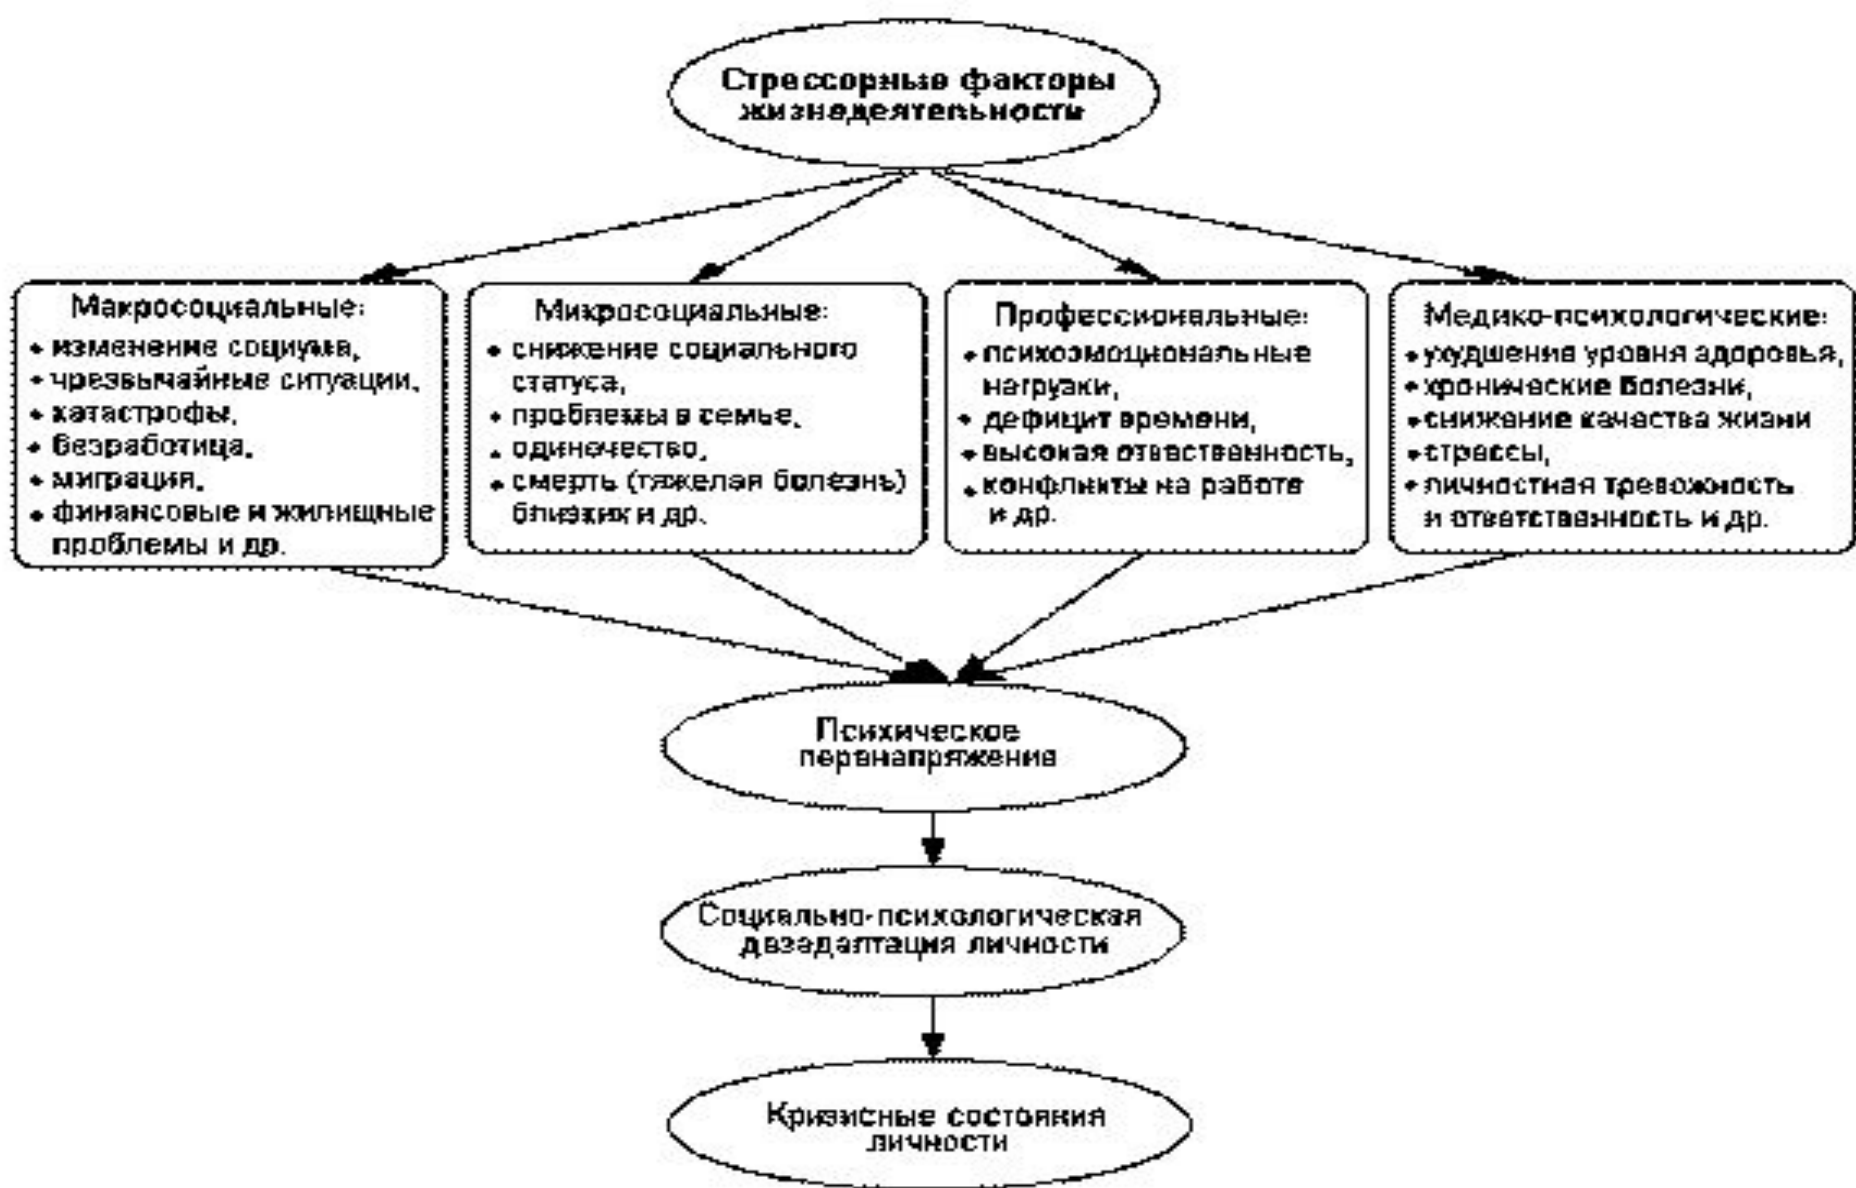 Стрессорные факторы
жизнедеятельности
Макросоциальные:
• изменение социума,
• чрезвычайные ситуации,
• катастрофы,
• безработица,
• миграция,
• финансовые и жилищные
проблемы и др.
Микросоциальные:
• снижение социального
статуса,
• проблемы в семье,
• одиночество,
• смерть (тяжелая болезнь)
близких и др.
Профессиональные:
• психоэмоциональные
нагрузки,
• дефицит времени,
• высокая ответственность,
• конфликты на работе
и др.
Медико-психологические:
• ухудшение уровня здоровья,
• хронические болезни,
• снижение качества жизни
• стрессы,
• личностная тревожность
и ответственность и др.
Психическое
перенапряжение
Социально-психологическая
дезадаптация личности
Кризисные состояния
личности